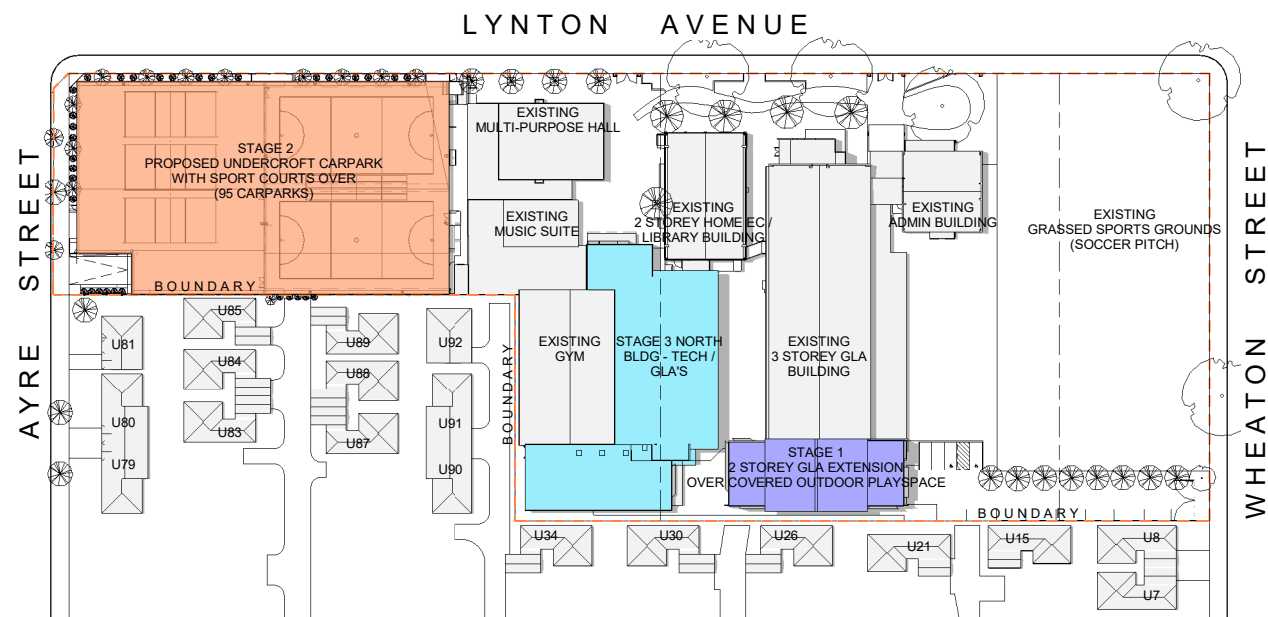 LYNTON AVENUE
AYRE STREET
WHEATON STREET
STAGE 2
PROPOSED UNDERCROFT CARPARK
WITH SPORT COURTS OVER
(95 CARPARKS)
EXISTING
MULTI-PURPOSE HALL
EXISTING
MUSIC SUITE
EXISTING
2 STOREY HOME EC /
LIBRARY BUILDING
EXISTING
ADMIN BUILDING
EXISTING
GRASSED SPORTS GROUNDS
(SOCCER PITCH)
BOUNDARY
EXISTING
GYM
STAGE 3 NORTH
BLDG - TECH /
GLA'S
EXISTING
3 STOREY GLA
BUILDING
BOUNDARY
STAGE 1
2 STOREY GLA EXTENSION
OVER COVERED OUTDOOR PLAYSPACE
BOUNDARY
U81
U80
U79
U85
U84
U83
U89
U88
U87
U92
U91
U90
U34
U30
U26
U21
U15
U8
U7